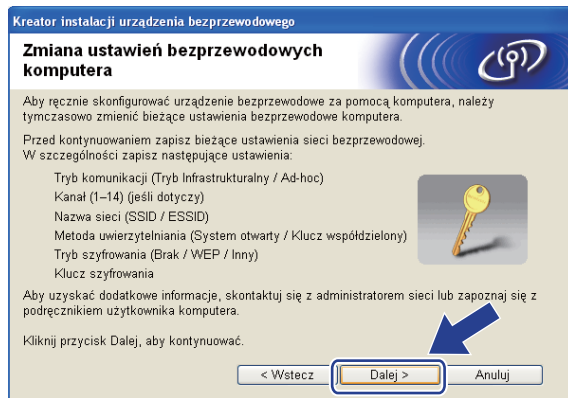 Kreator instalacji urządzenia bezprzewodowego
Zmiana ustawień bezprzewodowych
komputera
Aby ręcznie skonfigurować urządzenie bezprzewodowe za pomocą komputera, należy
tymczasowo zmienić bieżące ustawienia bezprzewodowe komputera.
Przed kontynuowaniem zapisz bieżące ustawienia sieci bezprzewodowej.
W szczególności zapisz następujące ustawienia:
Tryb komunikacji (Tryb Infrastrukturalny / Ad-hoc)
Kanał (1–14) (jeśli dotyczy)
Nazwa sieci (SSID / ESSID)
Metoda uwierzytelniania (System otwarty / Klucz współdzielony)
Tryb szyfrowania (Brak / WEP / Inny)
Klucz szyfrowania
Aby uzyskać dodatkowe informacje, skontaktuj się z administratorem sieci lub zapoznaj się z
podręcznikiem użytkownika komputera.
Kliknij przycisk Dalej, aby kontynuować.
< Wstecz Dalej > Anuluj